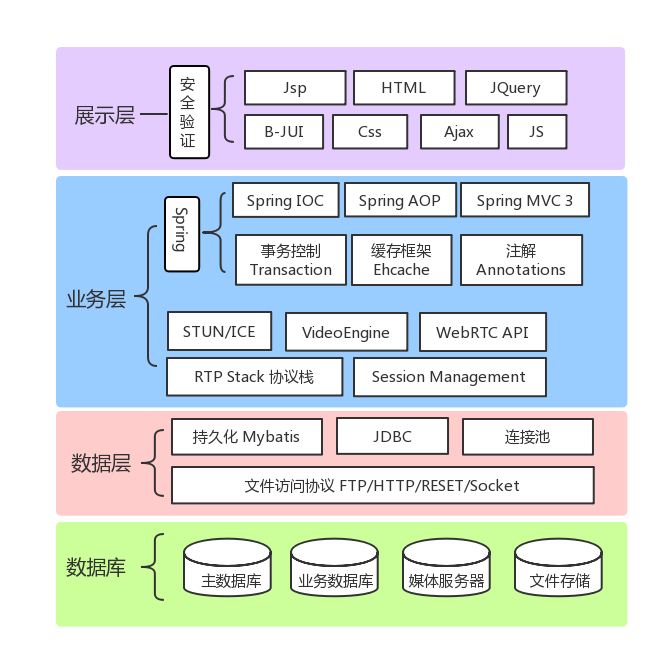 展示层
安全验证
Jsp
HTML
JQuery
B-JUI
Css
Ajax
JS
业务层
Spring
Spring IOC
Spring AOP
Spring MVC 3
事务控制
Transaction
缓存框架
Ehcache
注解
Annotations
STUN/ICE
VideoEngine
WebRTC API
RTP Stack 协议栈
Session Management
数据层
持久化 Mybatis
JDBC
连接池
文件访问协议 FTP/HTTP/RESET/Socket
数据库
主数据库
业务数据库
媒体服务器
文件存储